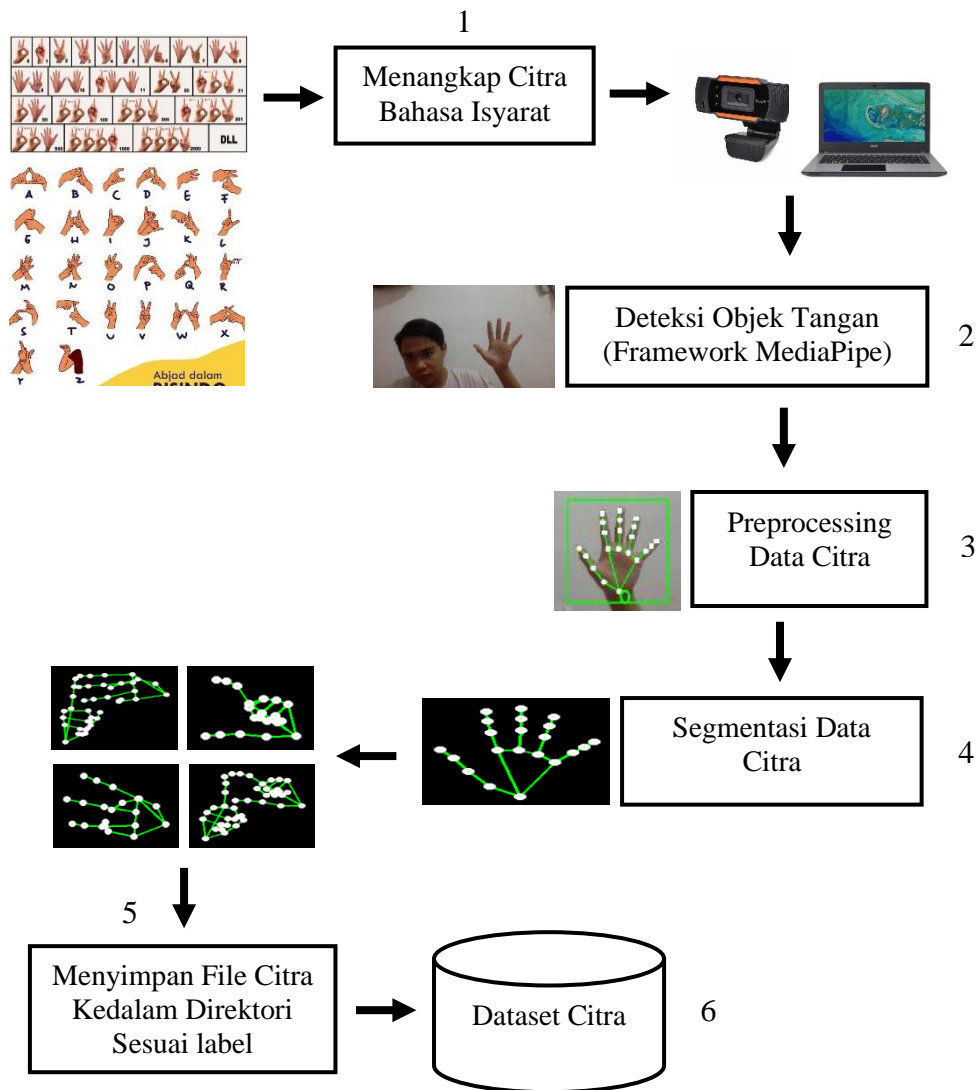 1
Menangkap Citra
Bahasa Isyarat
DLL
A B C D E F
G H I J K L
M N O P Q R
S T U V W X
Y Z
Abjad dalam
BISINDO
Deteksi Objek Tangan
(Framework MediaPipe)
2
Preprocessing
Data Citra
3
Segmentasi Data
Citra
4
5
Menyimpan File Citra
Kedalam Direktori
Sesuai label
Dataset Citra
6